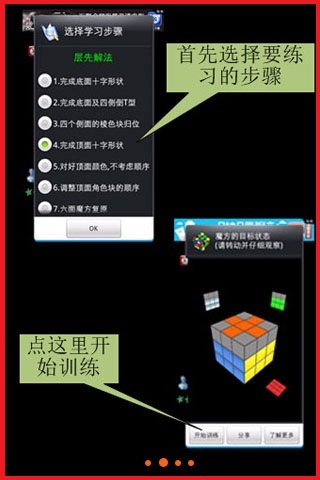 选择学习步骤
层先解法
1.完成底面十字形状
2.完成底面及四侧倒T型
3.四个侧面的棱色块归位
4.完成顶面十字形状
5.对好顶面颜色,不考虑顺序
6.调整顶面角色块的顺序
7.六面魔方复原
OK
首先选择要练
习的步骤
魔方的目标状态
(请转动并仔细观察)
点这里开
始训练
开始训练
分享
了解更多